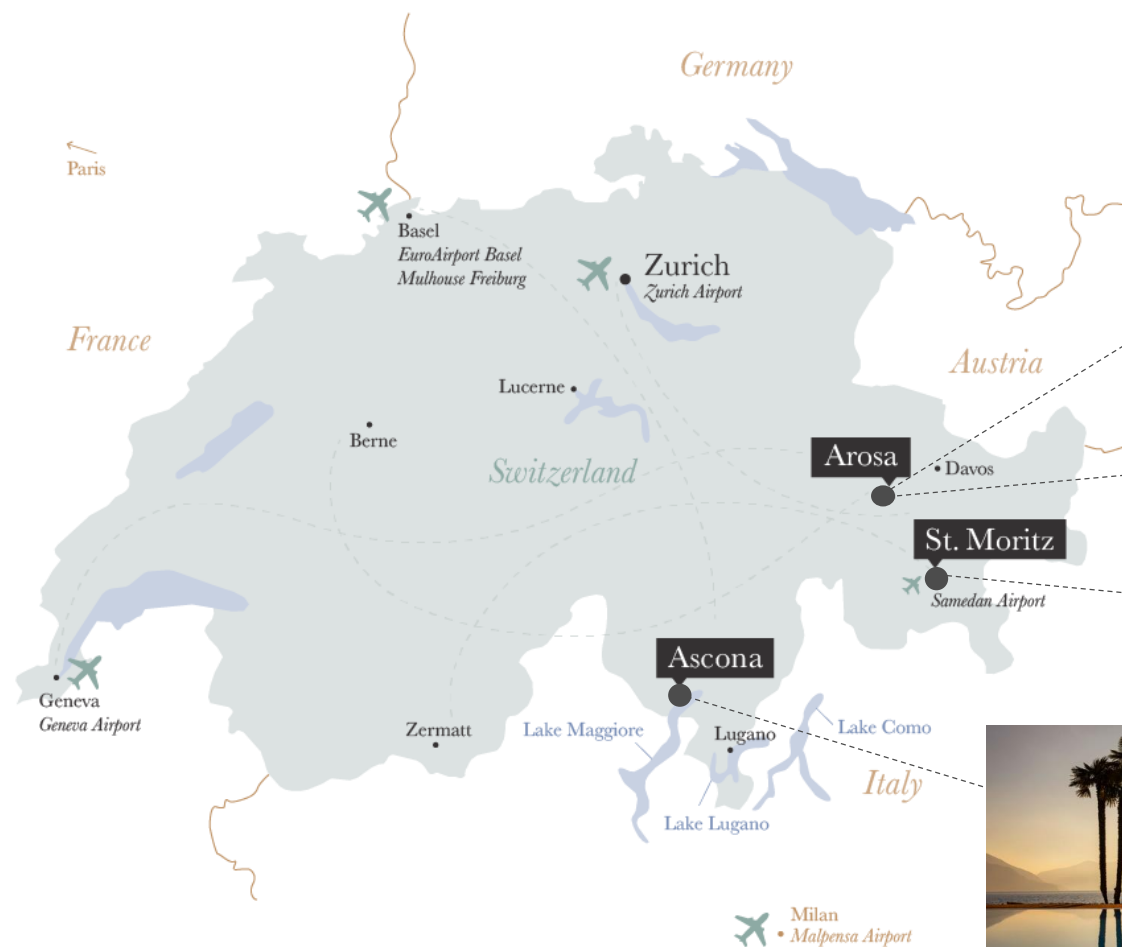 Germany
Paris
Basel
EuroAirport Basel
Mulhouse Freiburg
Zurich
Zurich Airport
France
Austria
Lucerne
Berne
Switzerland
Arosa
Davos
St. Moritz
Samedan Airport
Ascona
Geneva
Geneva Airport
Zermatt
Lake Maggiore
Lugano
Lake Como
Italy
Lake Lugano
Milan
Malpensa Airport